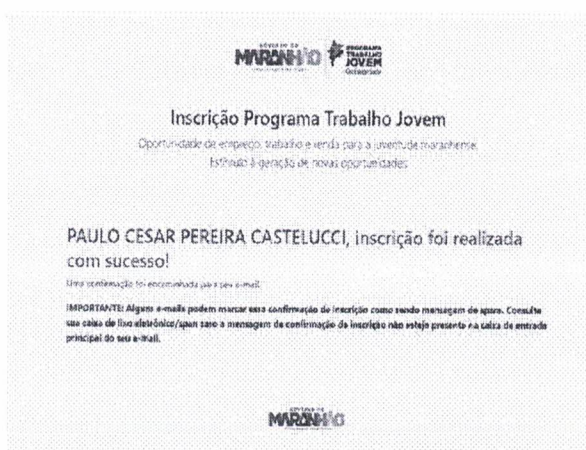 GOVERNO DO
MARANHÃO
PROGRAMA
TRABALHO
JOVEM
Inscrição Programa Trabalho Jovem
Oportunidade de emprego, trabalho e renda para a juventude maranhense.
Estímulo à geração de novas oportunidades
PAULO CESAR PEREIRA CASTELUCCI, inscrição foi realizada
com sucesso!
Uma confirmação foi encaminhada para seu e-mail
IMPORTANTE: Alguns e-mails podem marcar essa confirmação de inscrição como sendo mensagem de spam. Consulte
sua caixa de lixo eletrônico/span caso a mensagem de confirmação de inscrição não esteja presente na caixa de entrada
principal do seu e-mail.
GOVERNO DO
MARANHÃO